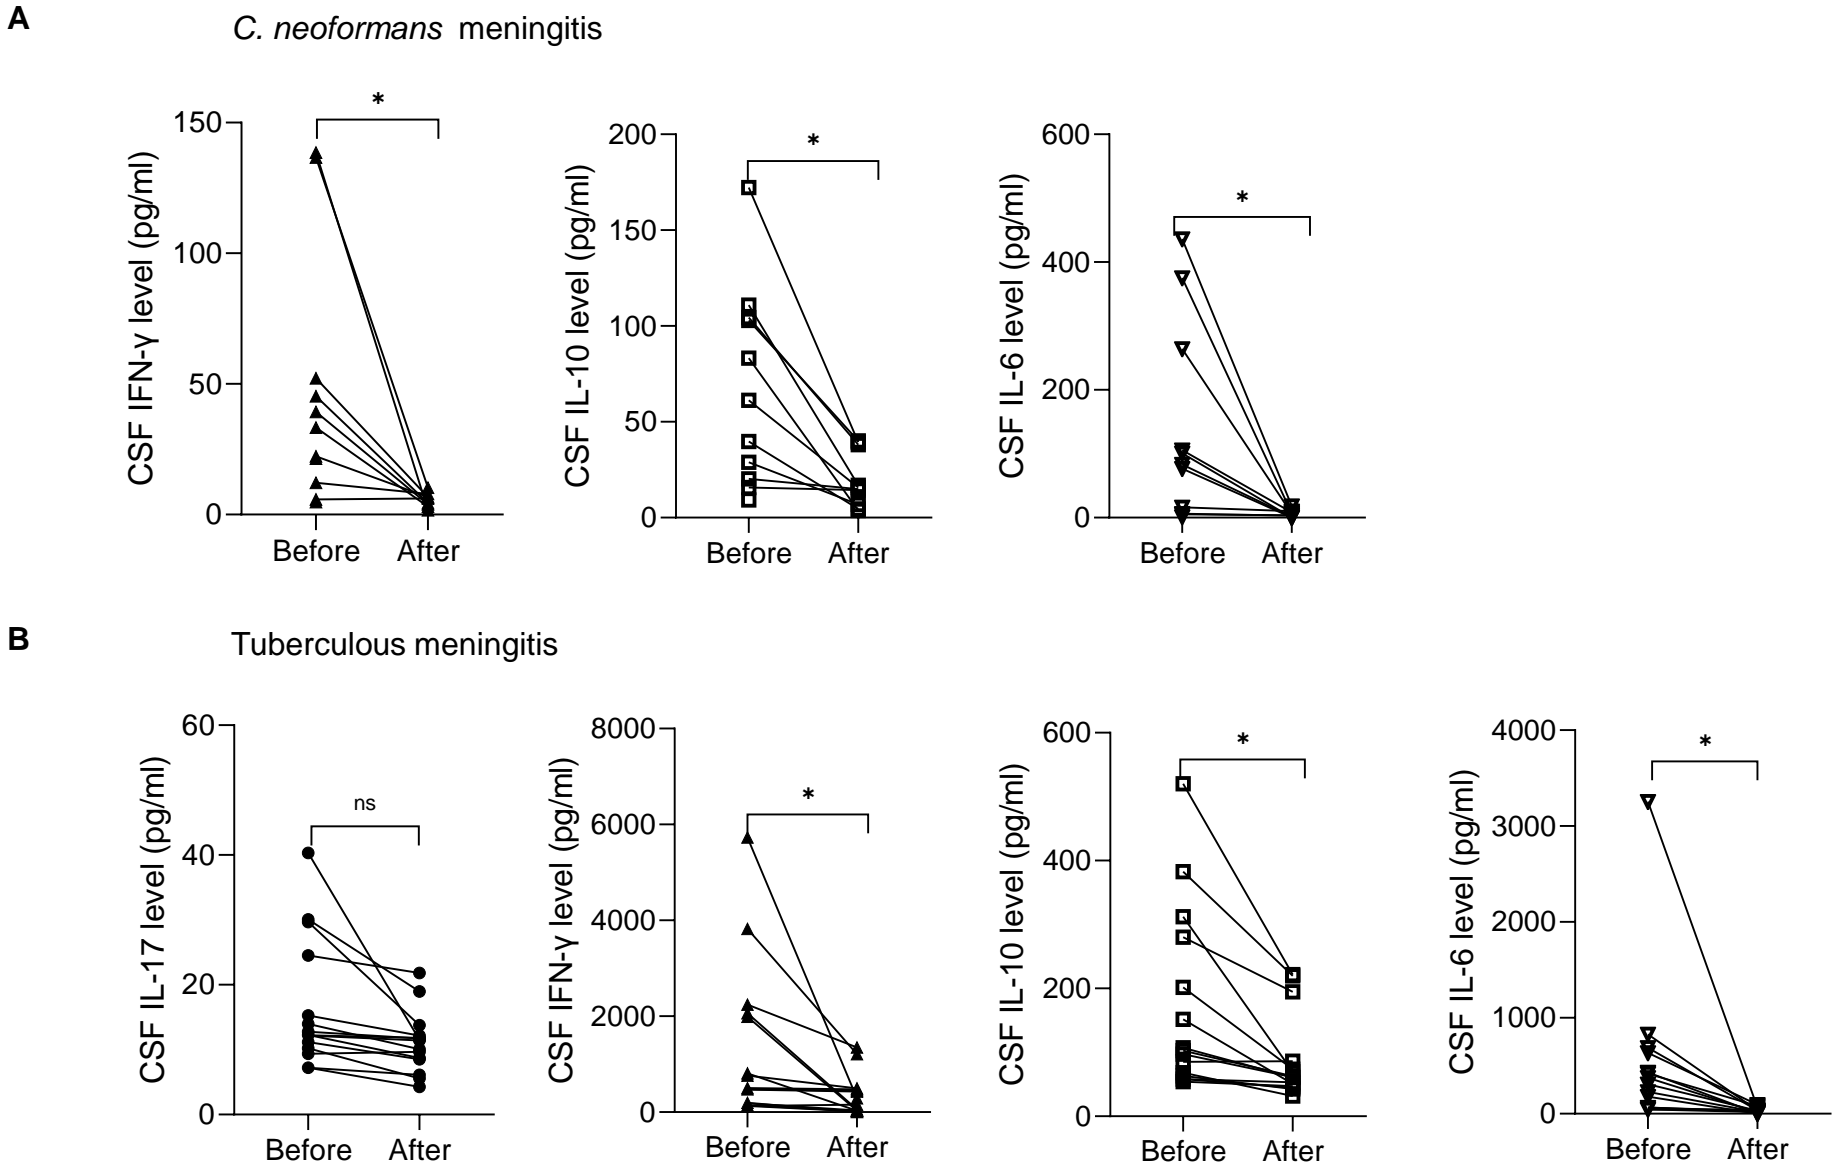 A
C. neoformans meningitis
CSF IFN-γ level (pg/ml)
150
100
50
0
*
Before After
CSF IL-10 level (pg/ml)
200
150
100
50
0
*
Before After
CSF IL-6 level (pg/ml)
600
400
200
0
*
Before After
B
Tuberculous meningitis
CSF IL-17 level (pg/ml)
60
40
20
0
ns
Before After
CSF IFN-γ level (pg/ml)
8000
6000
4000
2000
0
*
Before After
CSF IL-10 level (pg/ml)
600
400
200
0
*
Before After
CSF IL-6 level (pg/ml)
4000
3000
2000
1000
0
*
Before After